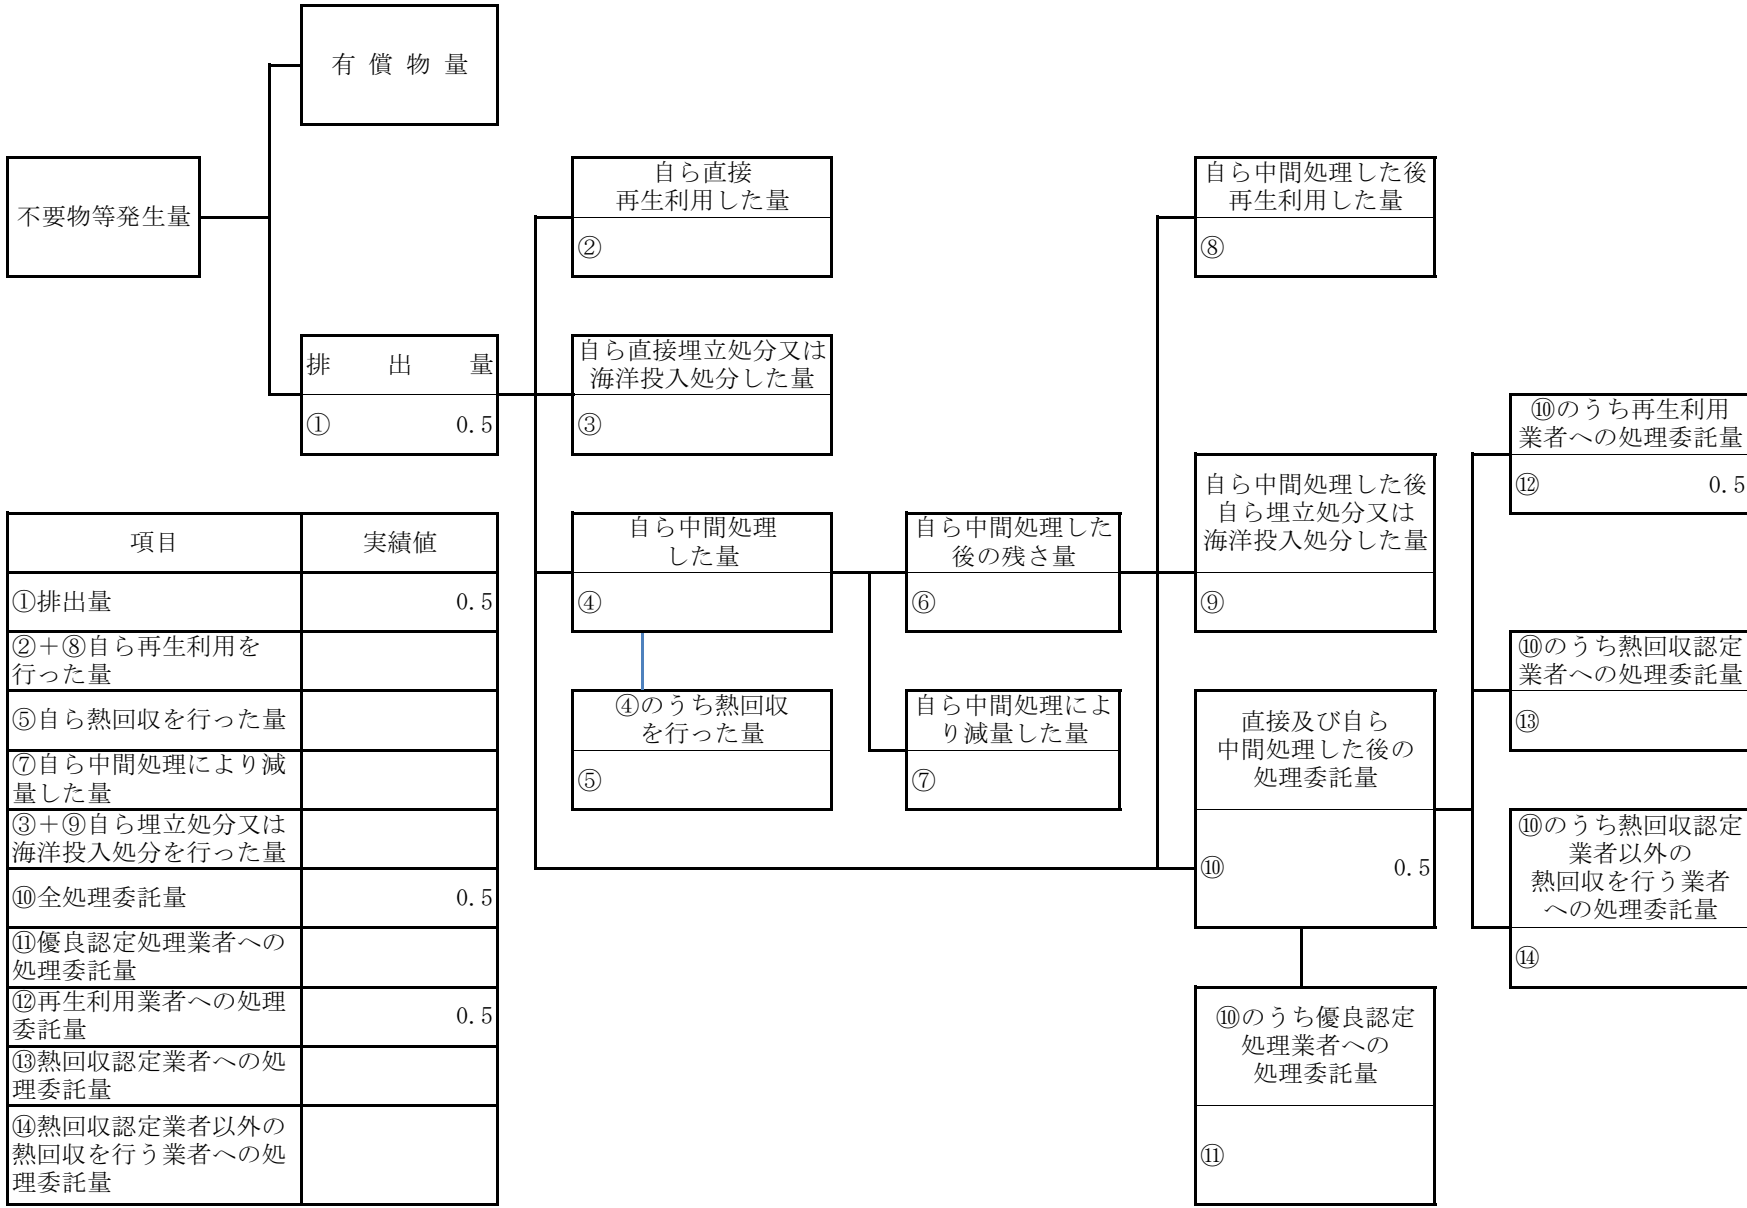 有償物量
不要物等発生量
自ら直接
再生利用した量
②
自ら中間処理した後
再生利用した量
⑧
排出量
① 0.5
自ら直接埋立処分又は
海洋投入処分した量
③
⑩のうち再生利用
業者への処理委託量
⑫ 0.5
自ら中間処理した後
自ら埋立処分又は
海洋投入処分した量
⑨
自ら中間処理
した量
④
自ら中間処理した
後の残さ量
⑥
④のうち熱回収
を行った量
⑤
自ら中間処理によ
り減量した量
⑦
⑩のうち熱回収認定
業者への処理委託量
⑬
直接及び自ら
中間処理した後の
処理委託量
⑩ 0.5
⑩のうち熱回収認定
業者以外の
熱回収を行う業者
への処理委託量
⑭
⑩のうち優良認定
処理業者への
処理委託量
⑪
項目 実績値
①排出量 0.5
②＋⑧自ら再生利用を
行った量
⑤自ら熱回収を行った量
⑦自ら中間処理により減
量した量
③＋⑨自ら埋立処分又は
海洋投入処分を行った量
⑩全処理委託量 0.5
⑪優良認定処理業者への
処理委託量
⑫再生利用業者への処理
委託量 0.5
⑬熱回収認定業者への処
理委託量
⑭熱回収認定業者以外の
熱回収を行う業者への処
理委託量